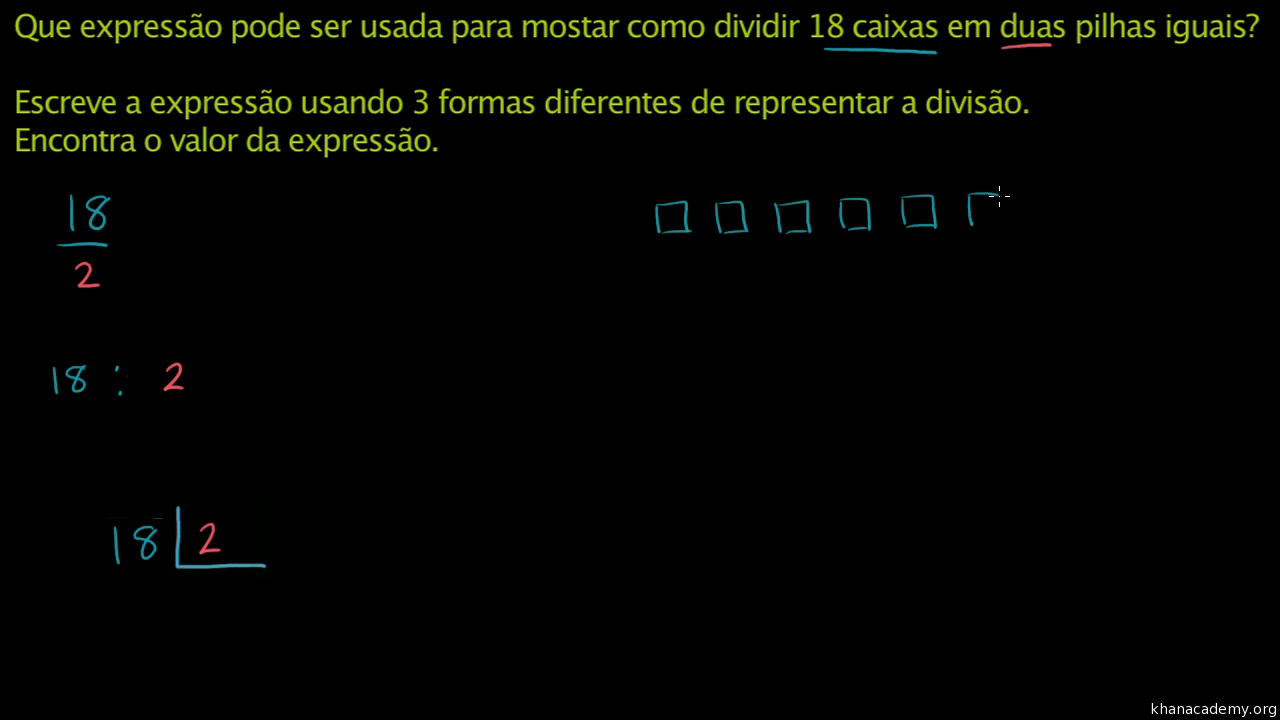 Que expressão pode ser usada para mostar como dividir 18 caixas em duas pilhas iguais?
Escreve a expressão usando 3 formas diferentes de representar a divisão.
Encontra o valor da expressão.
18
2
18 : 2
18 2
khanacademy.org